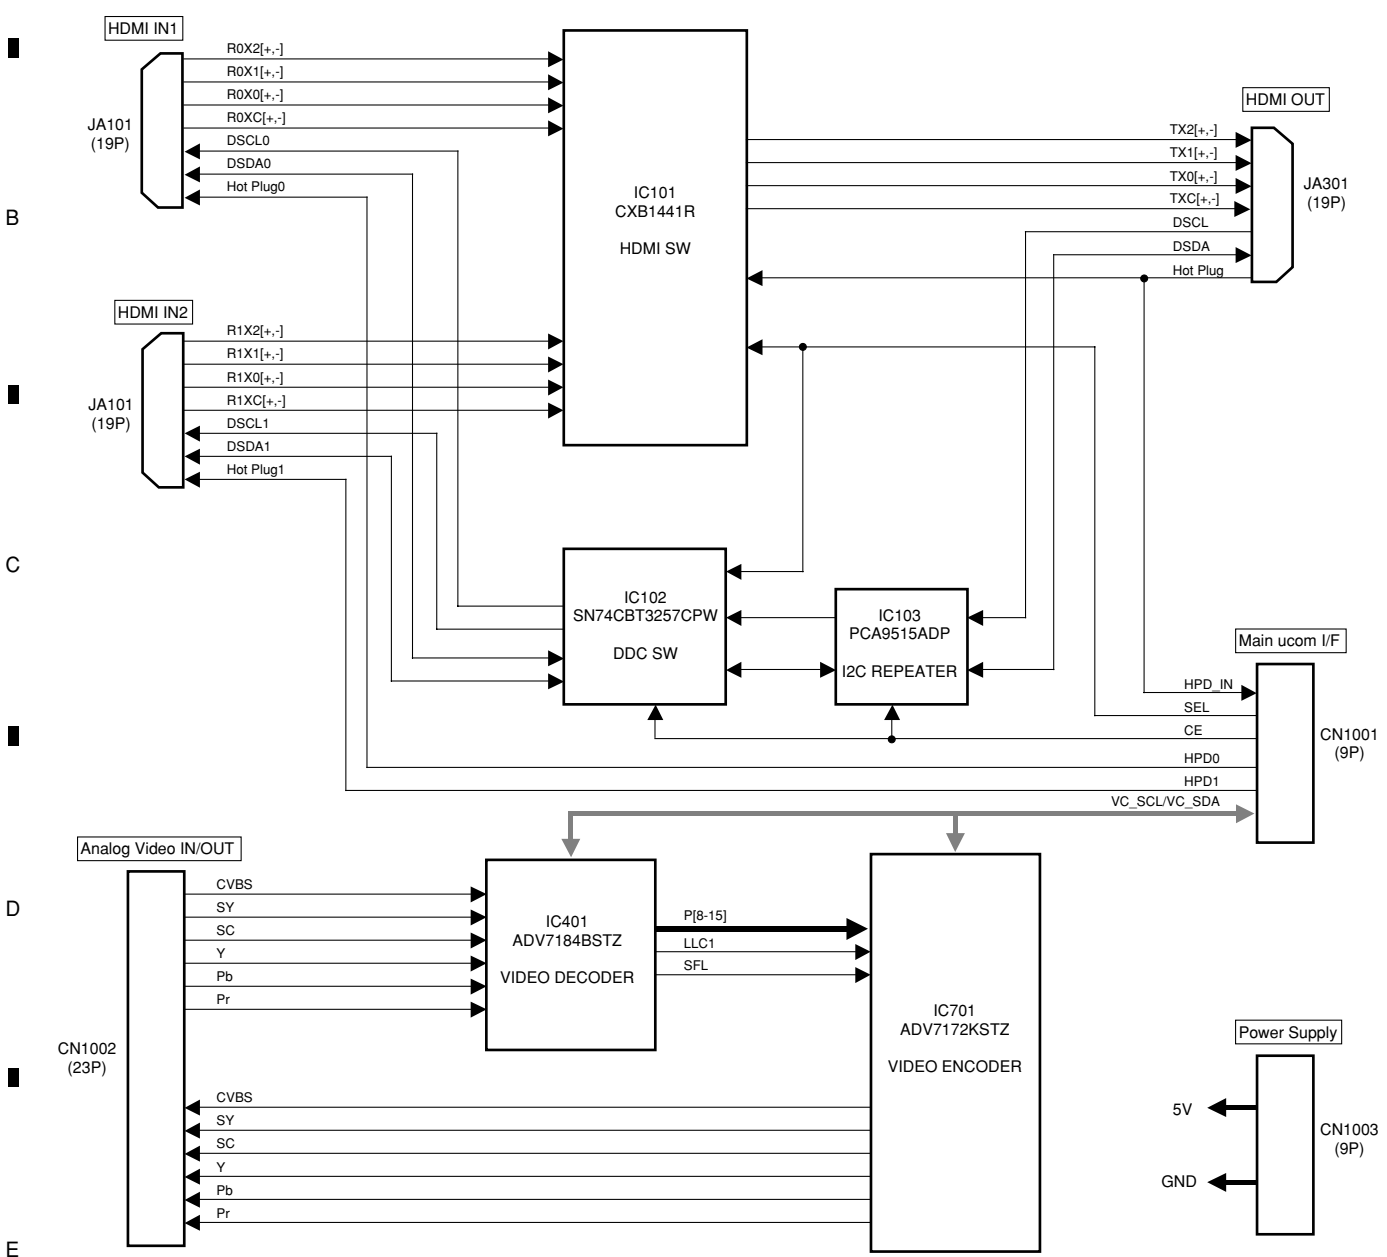 HDMI IN1
R0X2[+,-]
R0X1[+,-]
R0X0[+,-]
R0XC[+,-]
DSCL0
DSDA0
Hot Plug0
JA101
(19P)
B
HDMI IN2
R1X2[+,-]
R1X1[+,-]
R1X0[+,-]
R1XC[+,-]
DSCL1
DSDA1
Hot Plug1
JA101
(19P)
IC101
CXB1441R
HDMI SW
HDMI OUT
TX2[+,-]
TX1[+,-]
TX0[+,-]
TXC[+,-]
DSCL
DSDA
Hot Plug
JA301
(19P)
C
IC102
SN74CBT3257CPW
DDC SW
IC103
PCA9515ADP
I2C REPEATER
Main ucom I/F
HPD_IN
SEL
CE
HPD0
HPD1
VC_SCL/VC_SDA
CN1001
(9P)
Analog Video IN/OUT
D
CVBS
SY
SC
Y
Pb
Pr
IC401
ADV7184BSTZ
VIDEO DECODER
P[8-15]
LLC1
SFL
IC701
ADV7172KSTZ
VIDEO ENCODER
CN1002
(23P)
CVBS
SY
SC
Y
Pb
Pr
Power Supply
5V
GND
CN1003
(9P)
E